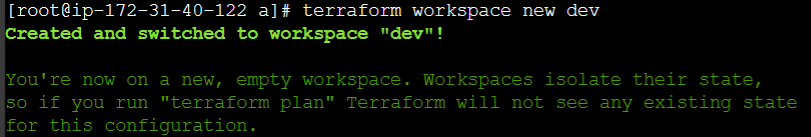 [root@ip-172-31-40-122 a]# terraform workspace new dev
Created and switched to workspace "dev"!
You're now on a new, empty workspace. Workspaces isolate their state,
so if you run "terraform plan" Terraform will not see any existing state
for this configuration.